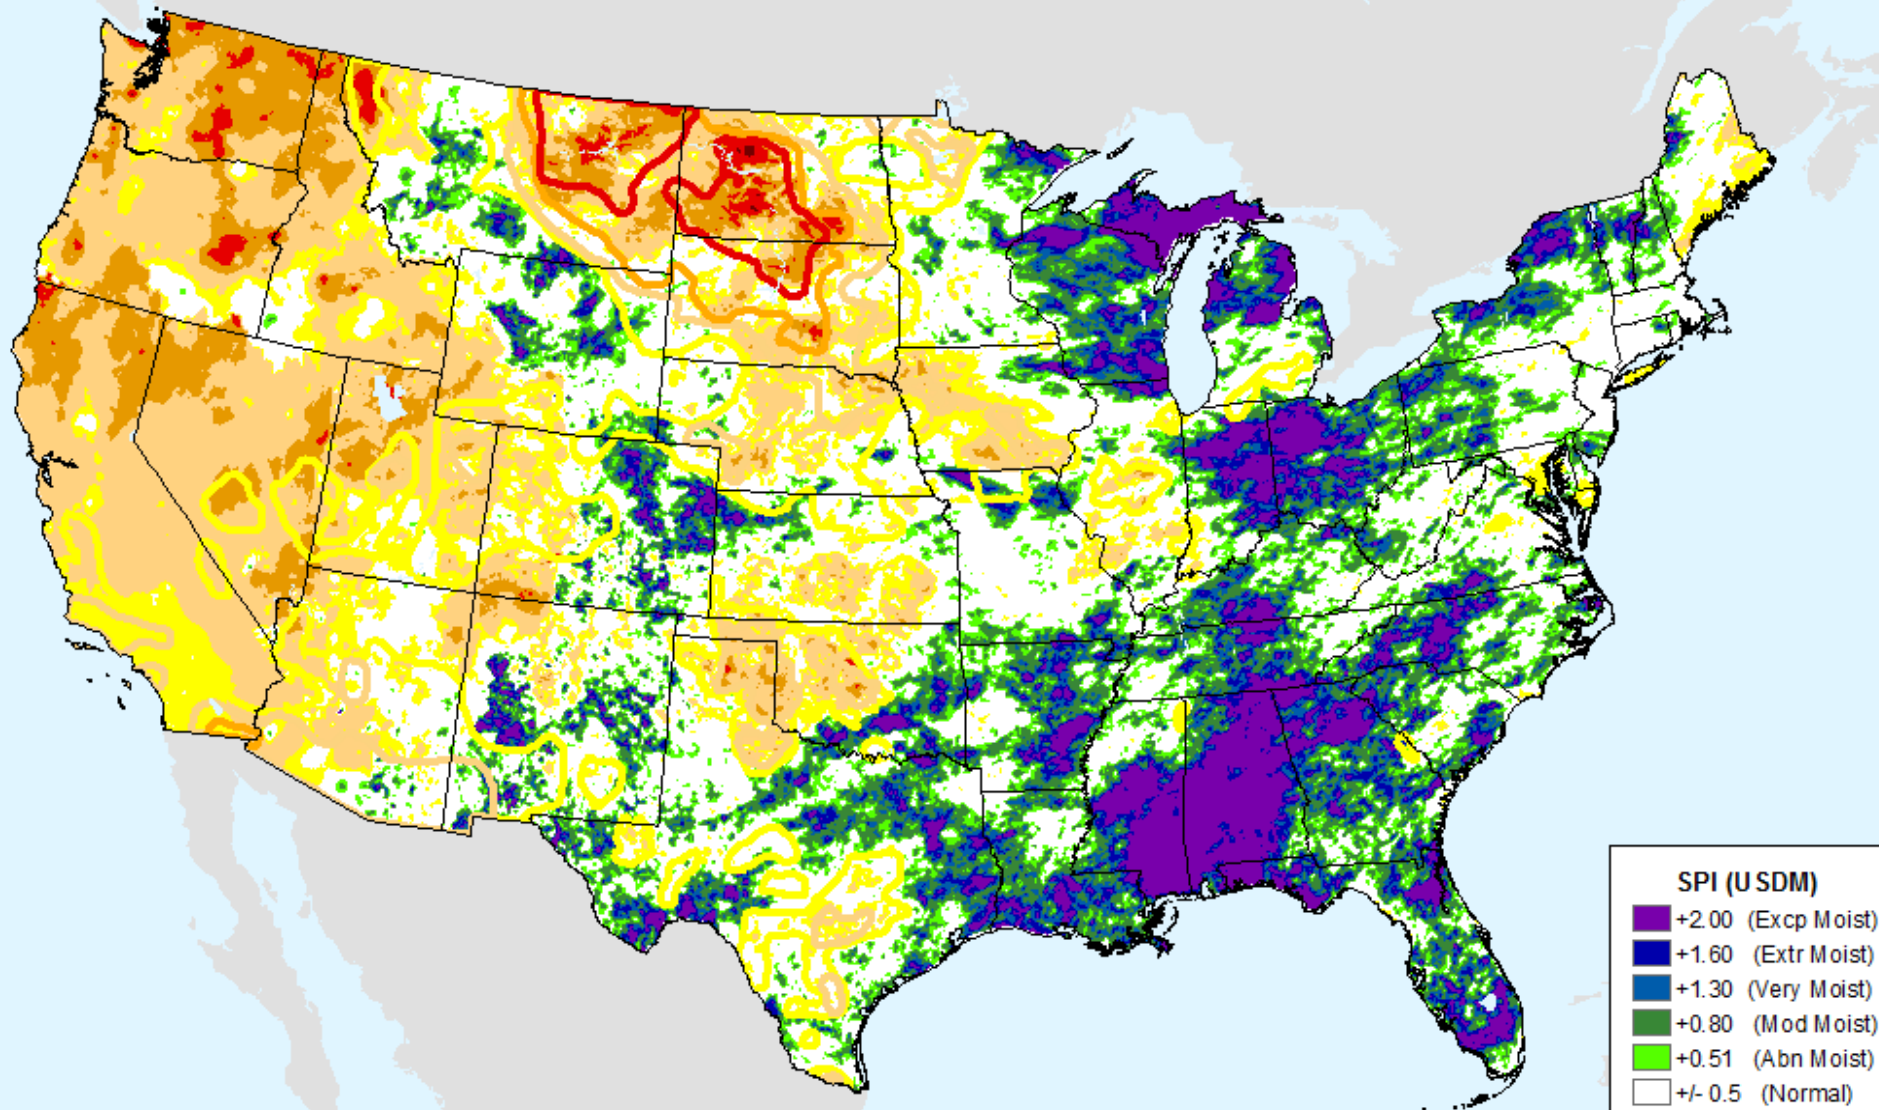 SPI (USDM)
+2.00 (Excp Moist)
+1.60 (Extr Moist)
+1.30 (Very Moist)
+0.80 (Mod Moist)
+0.51 (Abn Moist)
+/- 0.5 (Normal)